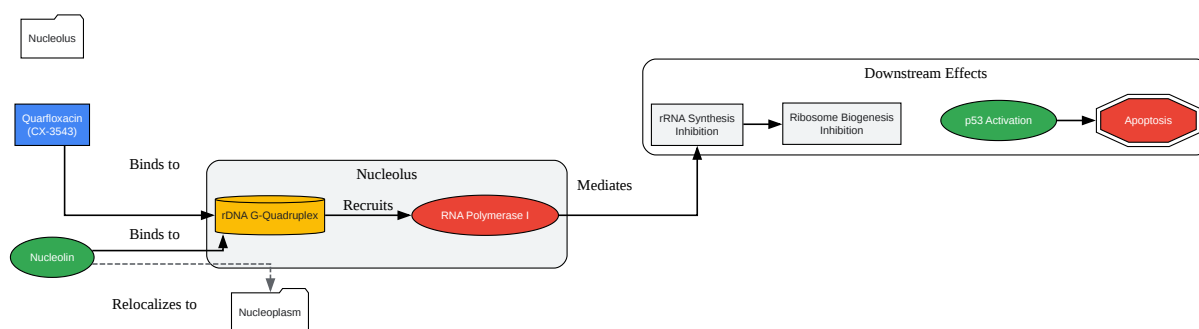 Nucleolus
Downstream Effects
Quarfloxacin
(CX-3543)
rRNA Synthesis
Inhibition
Ribosome Biogenesis
Inhibition
p53 Activation
Apoptosis
Binds to
Nucleolus
Mediates
rDNA G-Quadruplex
Recruits
RNA Polymerase I
Binds to
Nucleolin
Relocalizes to
Nucleoplasm